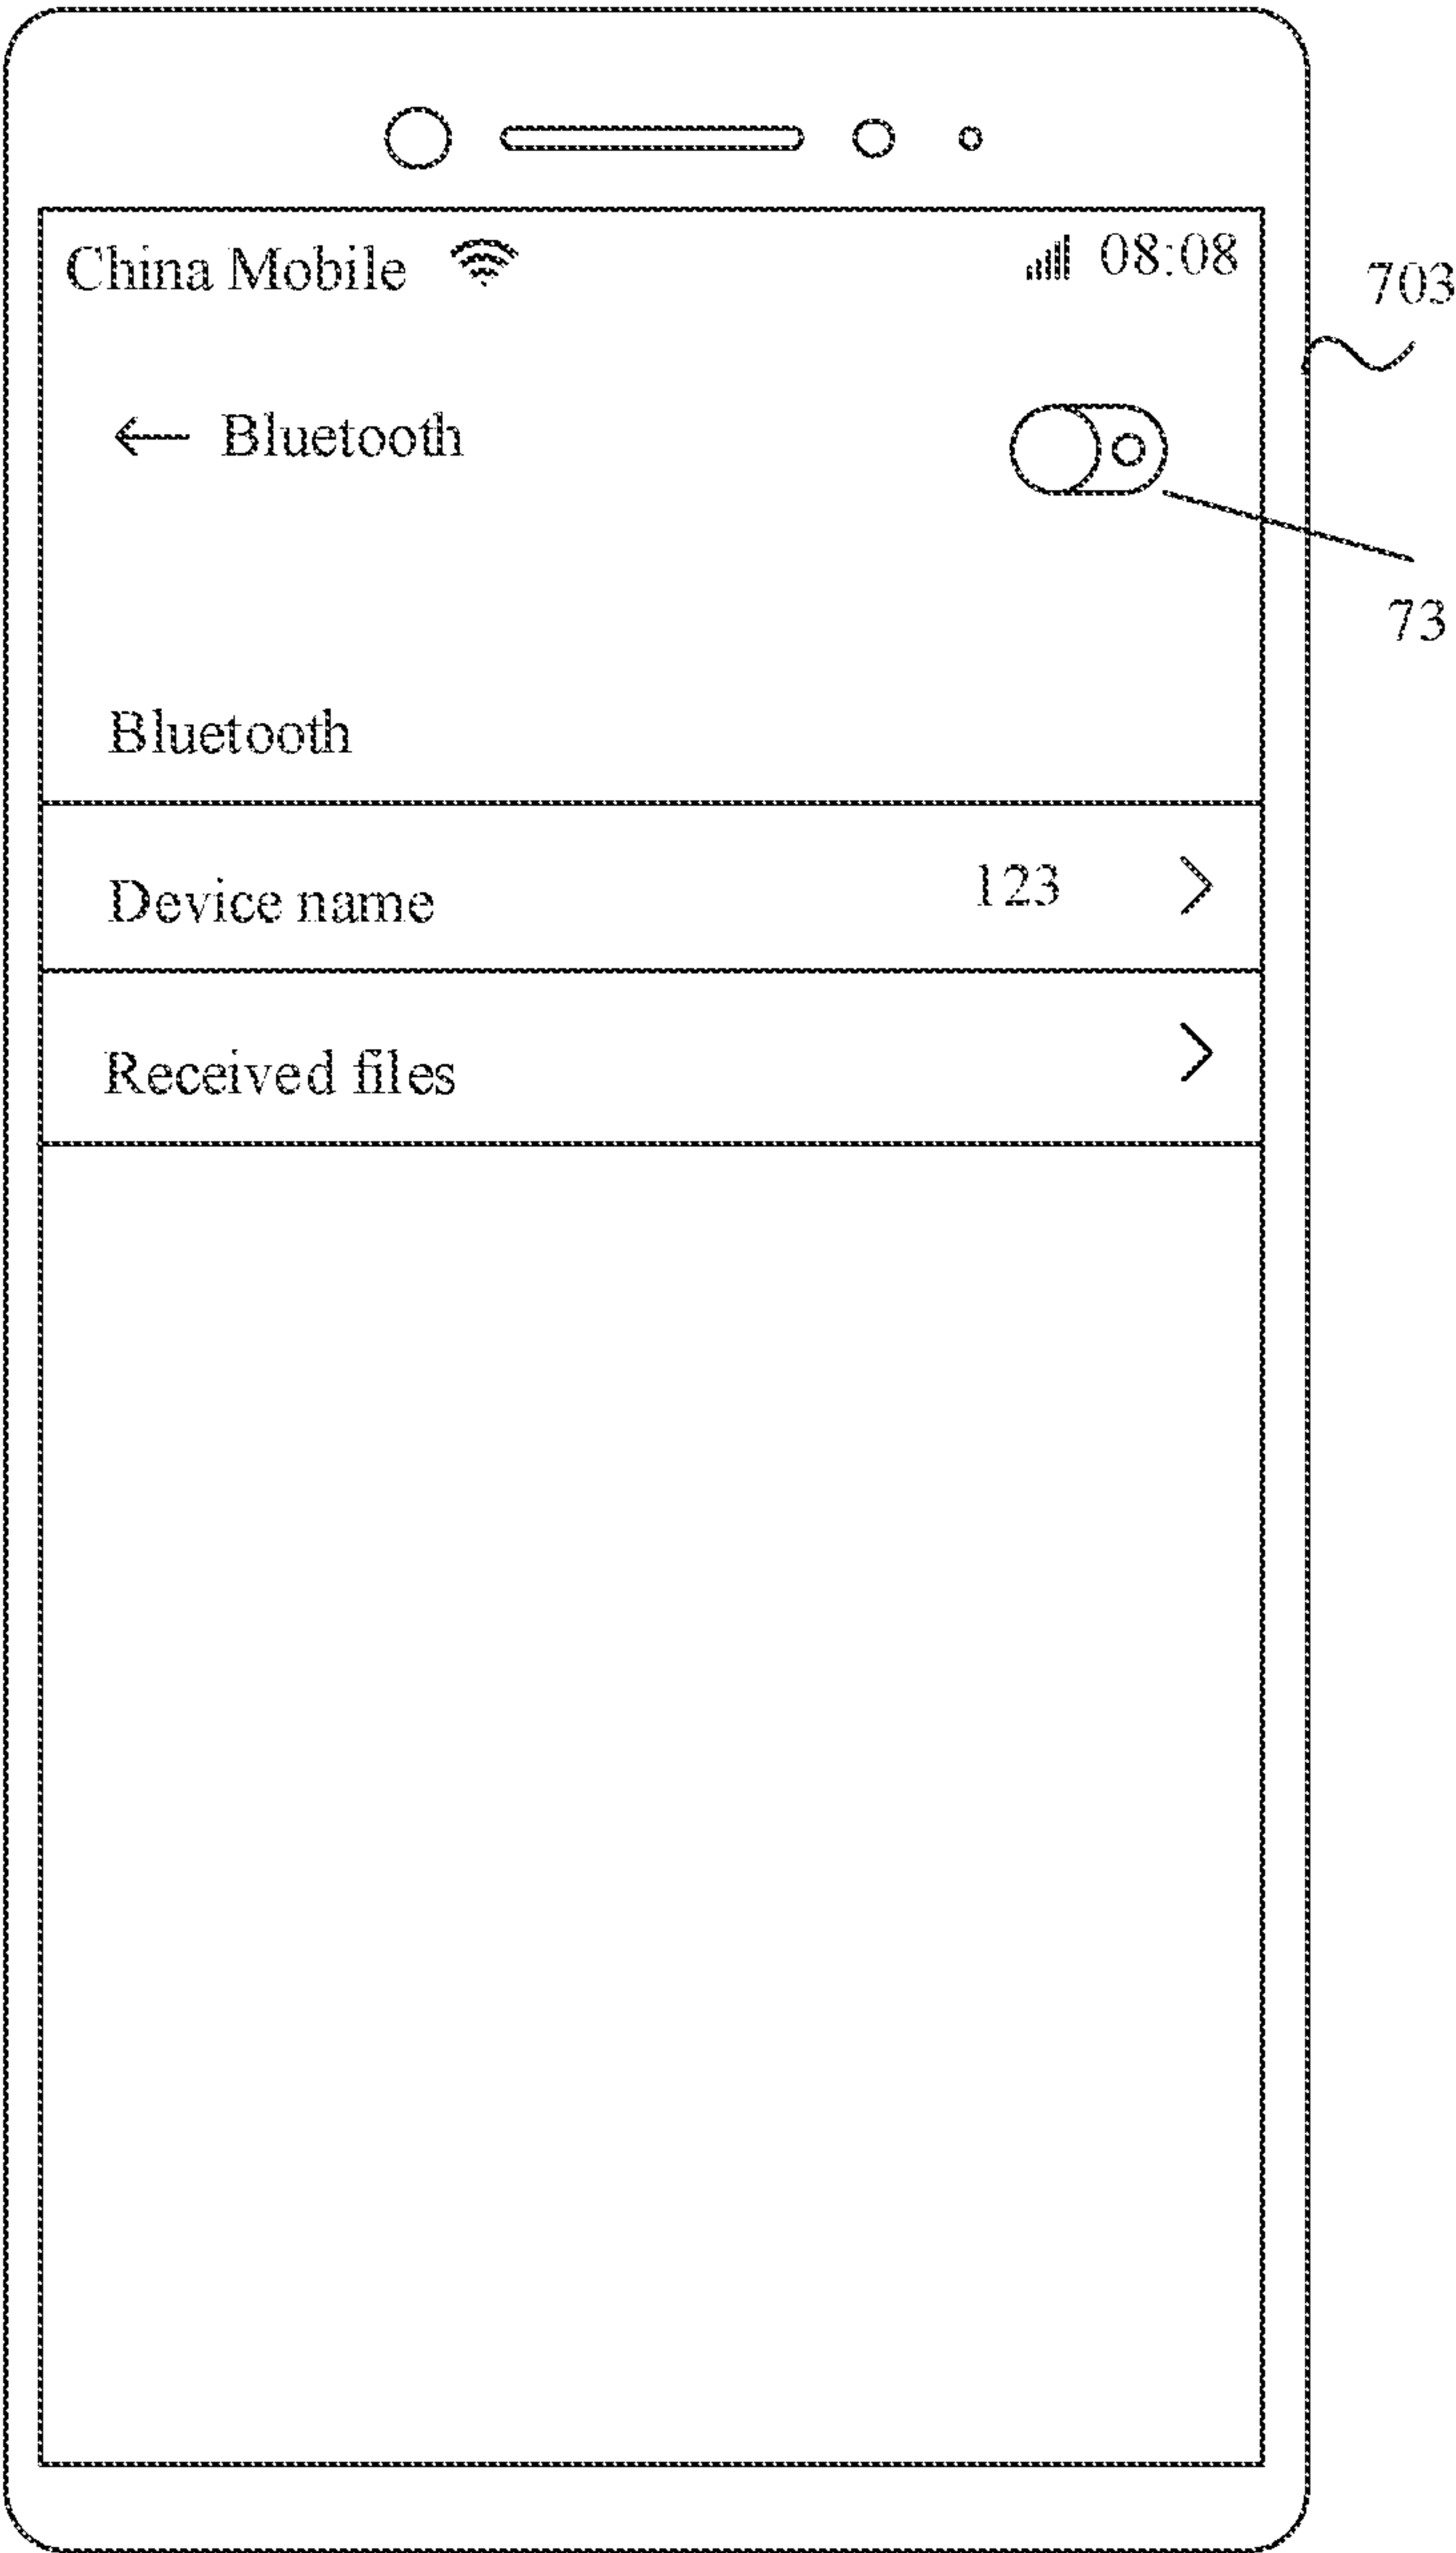 China Mobile 08:08
703
Bluetooth
73
Bluetooth
Device name 123
Received files